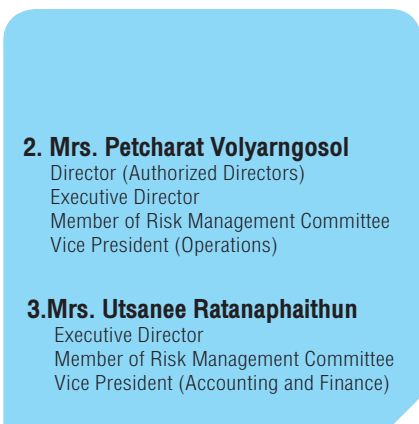 2. Mrs. Petcharat Volyarngosol
Director (Authorized Directors)
Executive Director
Member of Risk Management Committee
Vice President (Operations)
3.Mrs. Utsanee Ratanaphaithun
Executive Director
Member of Risk Management Committee
Vice President (Accounting and Finance)